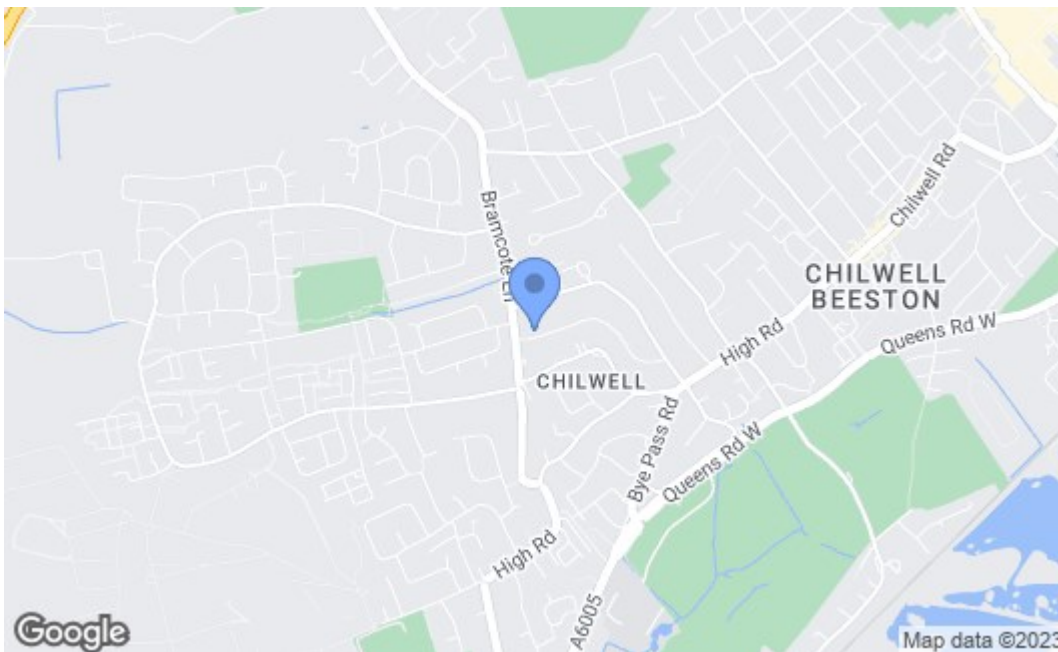 Bramcote Ln
Chilwell Rd
CHILWELL
BEESTON
High Rd
Queens Rd W
CHILWELL
Bye Pass Rd
Queens Rd W
High Rd
A6005
Google
Map data ©2023